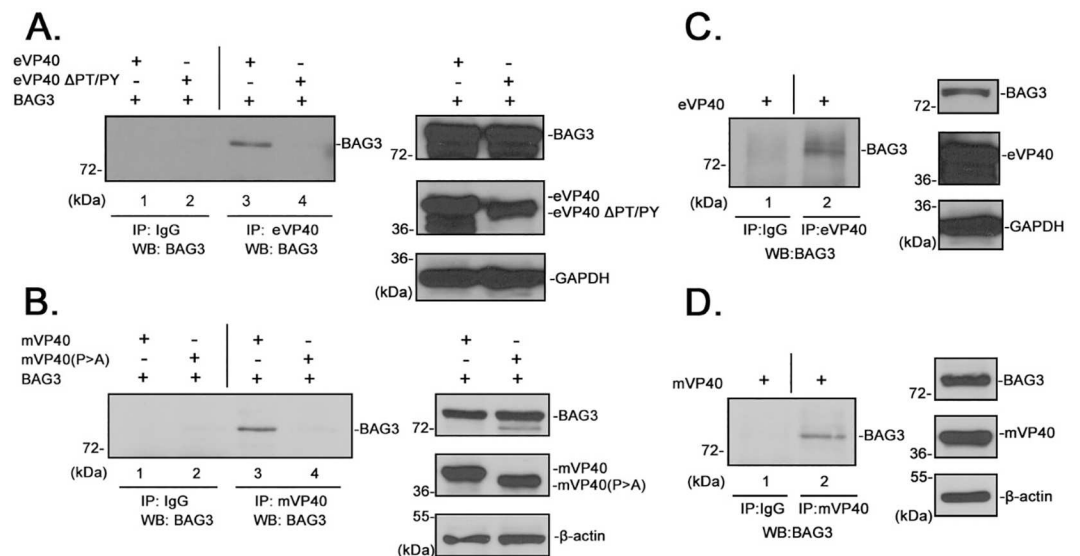 A.
eVP40 + - + -
eVP40 ΔPT/PY - + - +
BAG3 + + + +
72-
-BAG3
(kDa) 1 2 3 4
IP: IgG IP: eVP40
WB: BAG3 WB: BAG3
+ -
- +
+ +
72-
-BAG3
-eVP40
-eVP40 ΔPT/PY
36-
36-
-GAPDH
(kDa)
B.
mVP40 + - + -
mVP40(P>A) - + - +
BAG3 + + + +
72-
-BAG3
(kDa) 1 2 3 4
IP: IgG IP: mVP40
WB: BAG3 WB: BAG3
+ -
- +
+ +
-BAG3
72-
-mVP40
-mVP40(P>A)
36-
55-
-β-actin
(kDa)
C.
eVP40 + +
-BAG3
72-
1 2
IP:IgG IP:eVP40
WB:BAG3
-BAG3
72-
-eVP40
36-
-GAPDH
(kDa)
D.
mVP40 + +
-BAG3
72-
(kDa) 1 2
IP:IgG IP:mVP40
WB:BAG3
-BAG3
72-
-mVP40
36-
55-
-β-actin